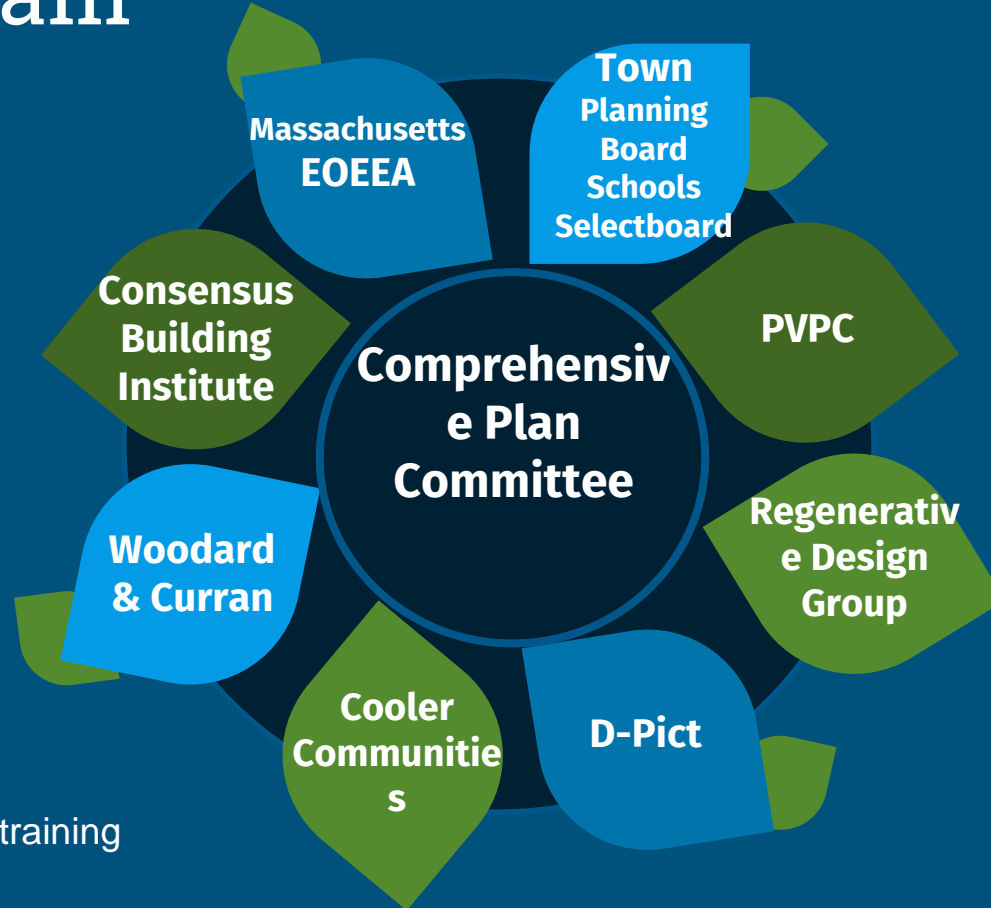 am
Massachusetts
EOEEA
Town
Planning
Board
Schools
Selectboard
Consensus
Building
Institute
PVPC
Comprehensiv
e Plan
Committee
Woodard
& Curran
Regenerativ
e Design
Group
Cooler
Communitie
s
D-Pict
training